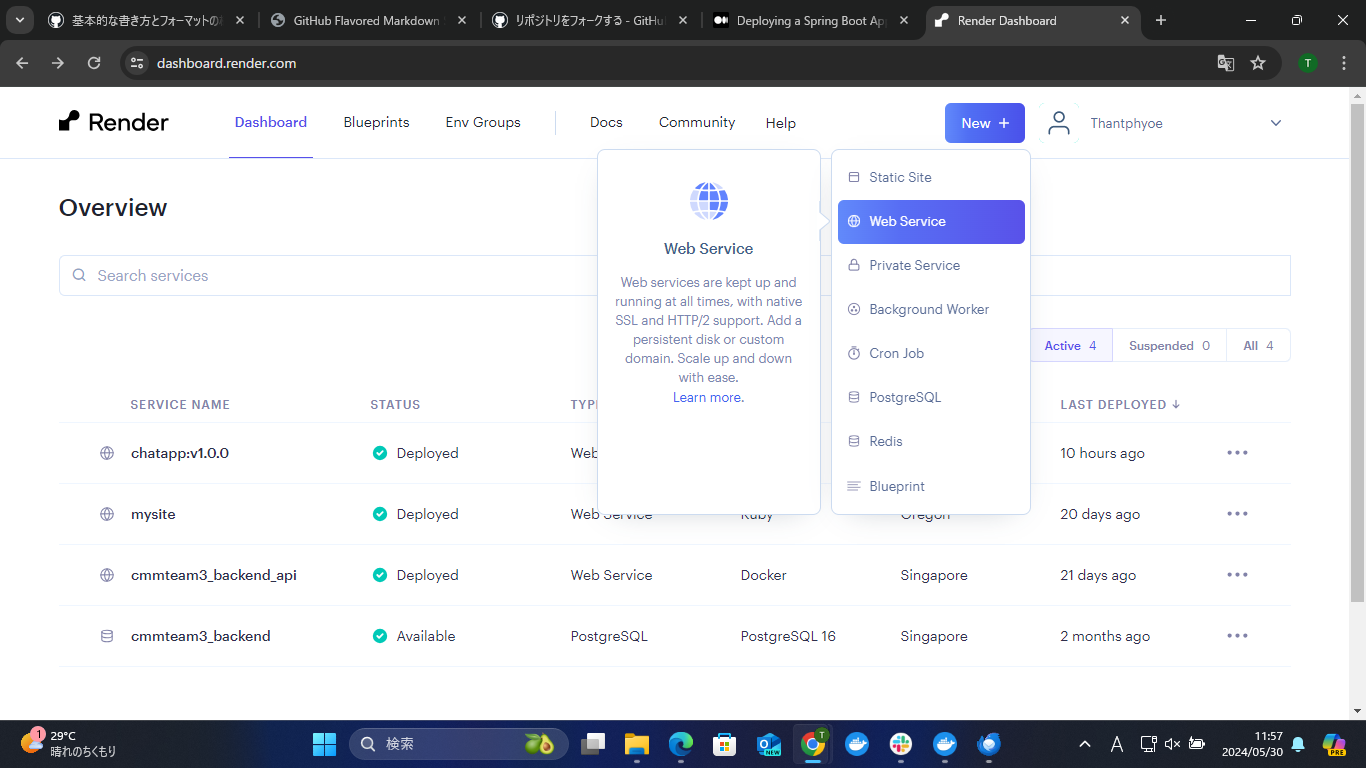 基本的な書き方とフォーマットの
GitHub Flavored Markdown
リポジトリをフォークする - GitHu
Deploying a Spring Boot Ap
Render Dashboard
dashboard.render.com
T
Render
Dashboard
Blueprints
Env Groups
Docs
Community
Help
New +
Thantphyoe
Overview
Search services
Web Service
Web services are kept up and
running at all times, with native
SSL and HTTP/2 support. Add a
persistent disk or custom
domain. Scale up and down
with ease.
Learn more.
Static Site
Web Service
Private Service
Background Worker
Cron Job
PostgreSQL
Redis
Blueprint
Active 4
Suspended 0
All 4
SERVICE NAME
STATUS
TYP
LAST DEPLOYED ↓
chatapp:v1.0.0
Deployed
Web
10 hours ago
mysite
Deployed
Web Service
Ruby
Oregon
20 days ago
cmmteam3_backend_api
Deployed
Web Service
Docker
Singapore
21 days ago
cmmteam3_backend
Available
PostgreSQL
PostgreSQL 16
Singapore
2 months ago
1
29°C
晴れのちくもり
検索
NEW
T
A
11:57
2024/05/30
PRE